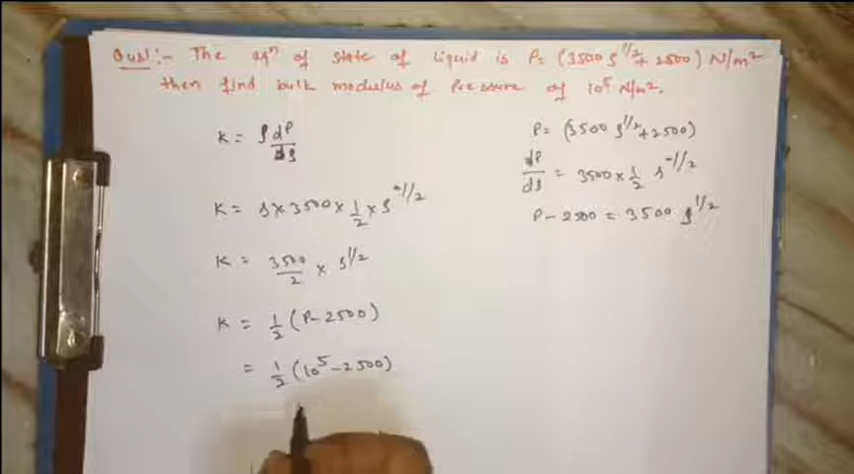 Qusl:- The eqn of state of liquid is P= (3500 ρ^1/2 + 2500) N/m²
then find bulk modulus of Pressure of 10⁵ N/m².
K = ρ dP/dρ
K = ρ × 3500 × 1/2 × ρ^-1/2
K = 3500/2 × ρ^1/2
K = 1/2 (P-2500)
= 1/2 (10⁵ - 2500)
P = (3500 ρ^1/2 + 2500)
dP/dρ = 3500 × 1/2 ρ^-1/2
P - 2500 = 3500 ρ^1/2